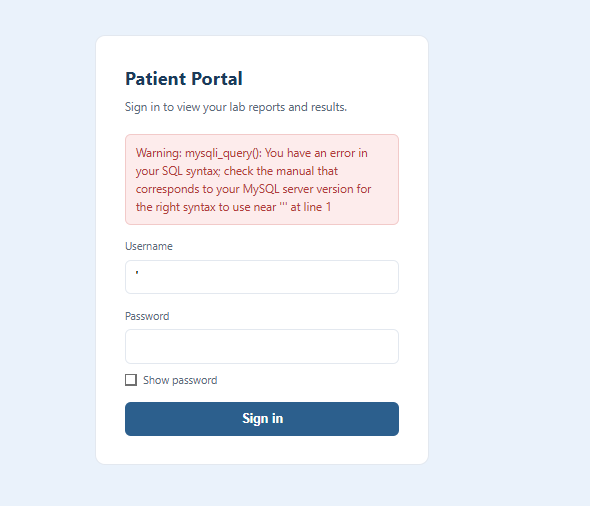 Patient Portal
Sign in to view your lab reports and results.
Warning: mysqli_query(): You have an error in
your SQL syntax; check the manual that
corresponds to your MySQL server version for
the right syntax to use near ''' at line 1
Username
'
Password
Show password
Sign in